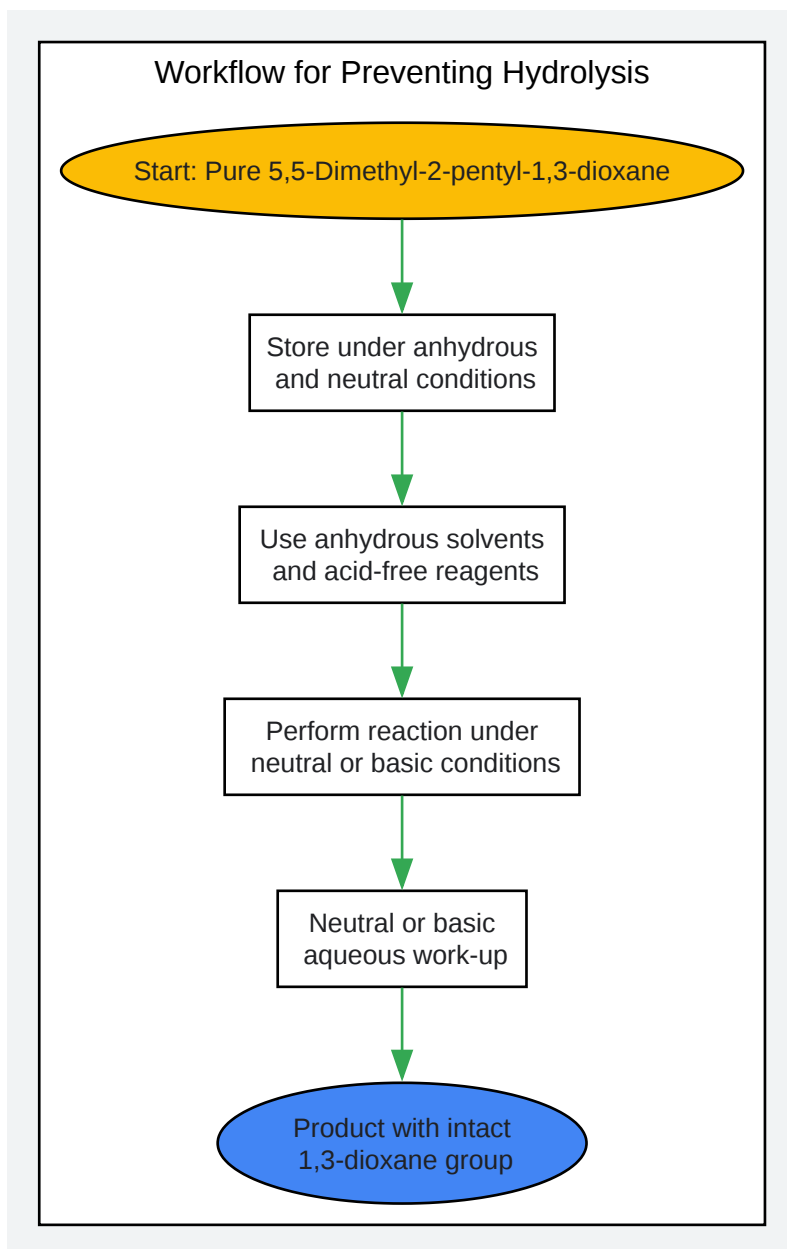 Workflow for Preventing Hydrolysis
Start: Pure 5,5-Dimethyl-2-pentyl-1,3-dioxane
Store under anhydrous
and neutral conditions
Use anhydrous solvents
and acid-free reagents
Perform reaction under
neutral or basic conditions
Neutral or basic
aqueous work-up
Product with intact
1,3-dioxane group